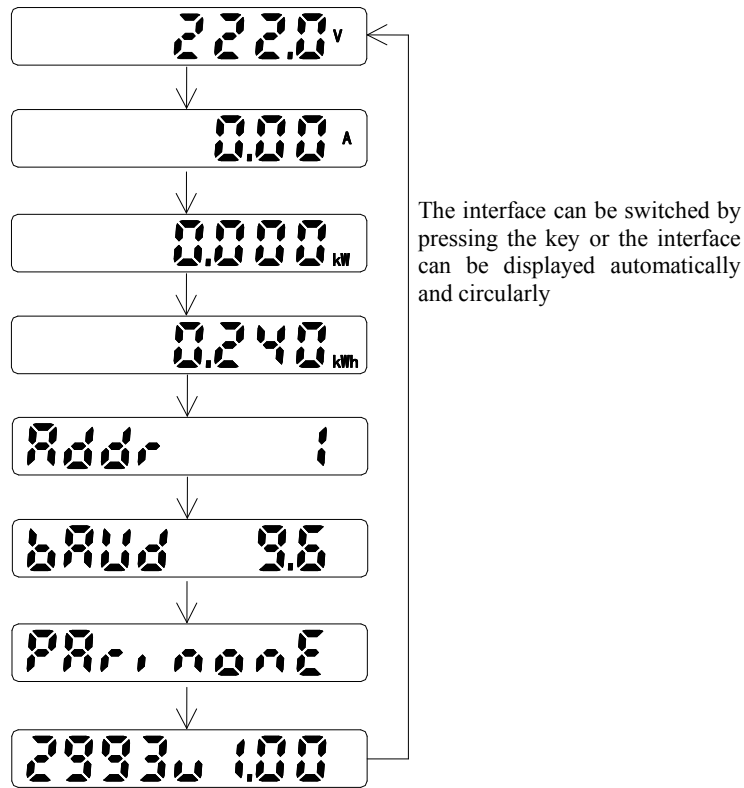 222.0 V
0.00 A
0.000 kW
0.240 kWh
The interface can be switched by
pressing the key or the interface
can be displayed automatically
and circularly
Addr 1
bAUd 9.6
PAri nonE
2993u 1.00